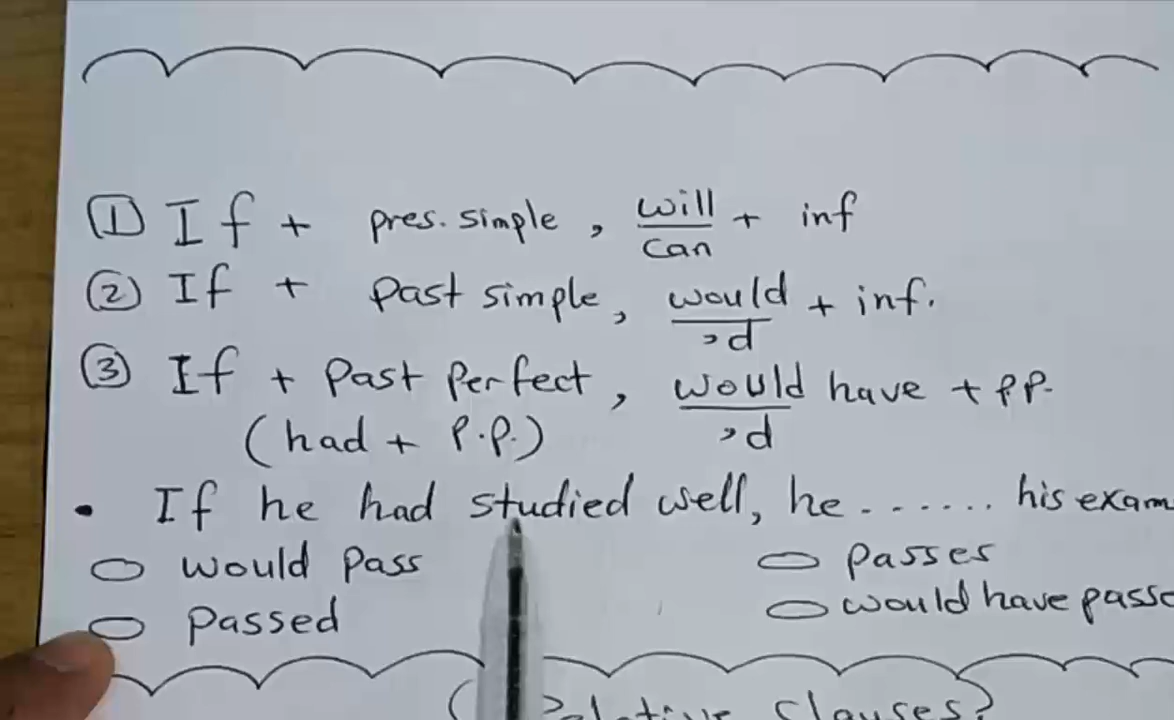 ① If + pres. simple , will/can + inf
② If + past simple, would/'d + inf.
③ If + Past Perfect, would/'d have + P.P.
(had + P.P.)
• If he had studied well, he ....... his exam
would pass
passes
Passed
would have
Clauses